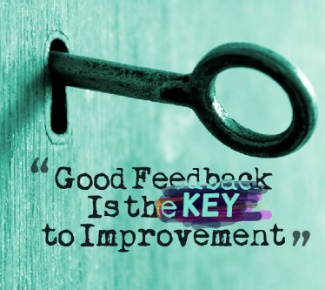 “Good Feedback
Is the KEY
to Improvement”